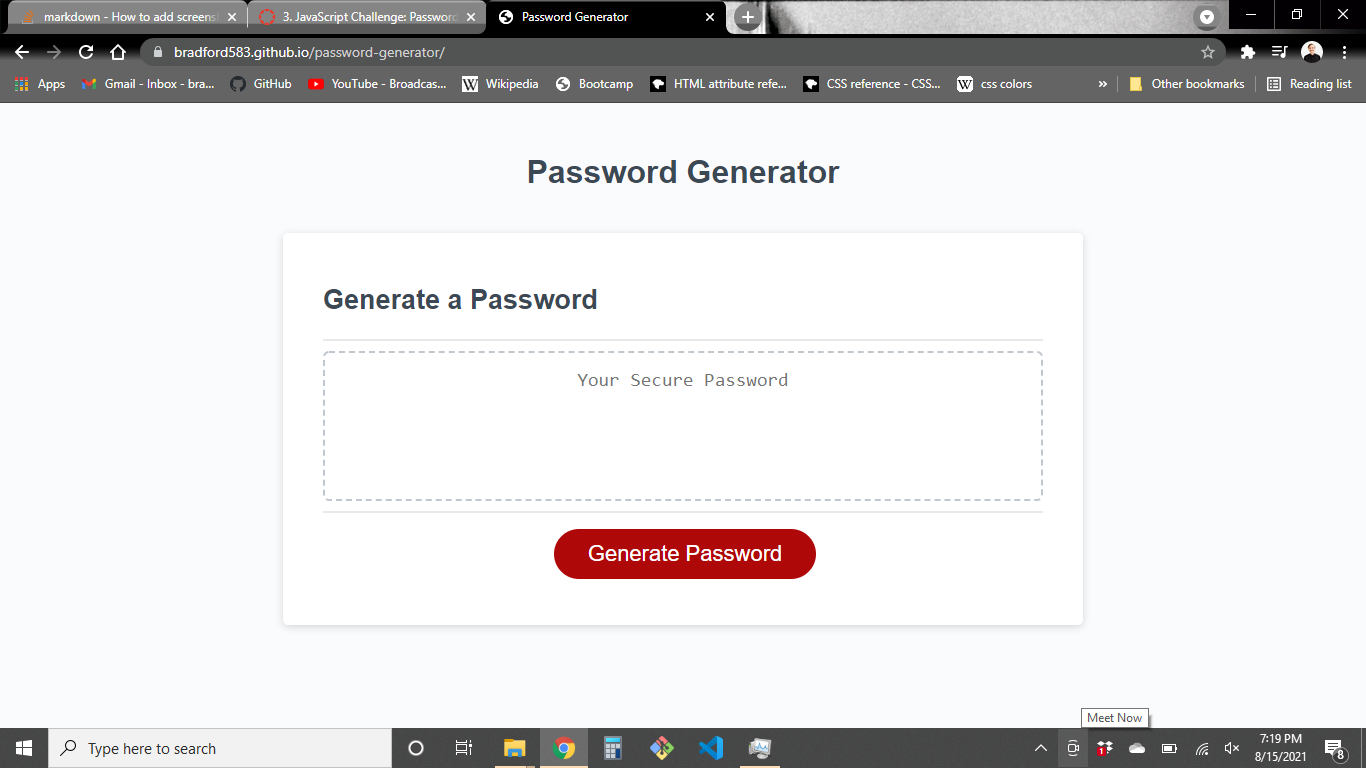 markdown - How to add screens
3. JavaScript Challenge: Password
Password Generator
bradford583.github.io/password-generator/
Apps Gmail - Inbox - bra... GitHub YouTube - Broadcas... Wikipedia Bootcamp HTML attribute refe... CSS reference - CSS... css colors » Other bookmarks Reading list
Password Generator
Generate a Password
Your Secure Password
Generate Password
Meet Now
Type here to search
1
7:19 PM
8/15/2021
8